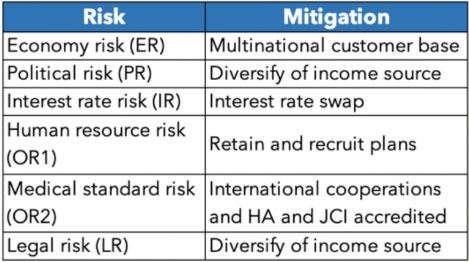 Risk Mitigation
Economy risk (ER) Multinational customer base
Political risk (PR) Diversify of income source
Interest rate risk (IR) Interest rate swap
Human resource risk
(OR1)
Retain and recruit plans
Medical standard risk
(OR2)
International cooperations
and HA and JCI accredited
Legal risk (LR) Diversify of income source